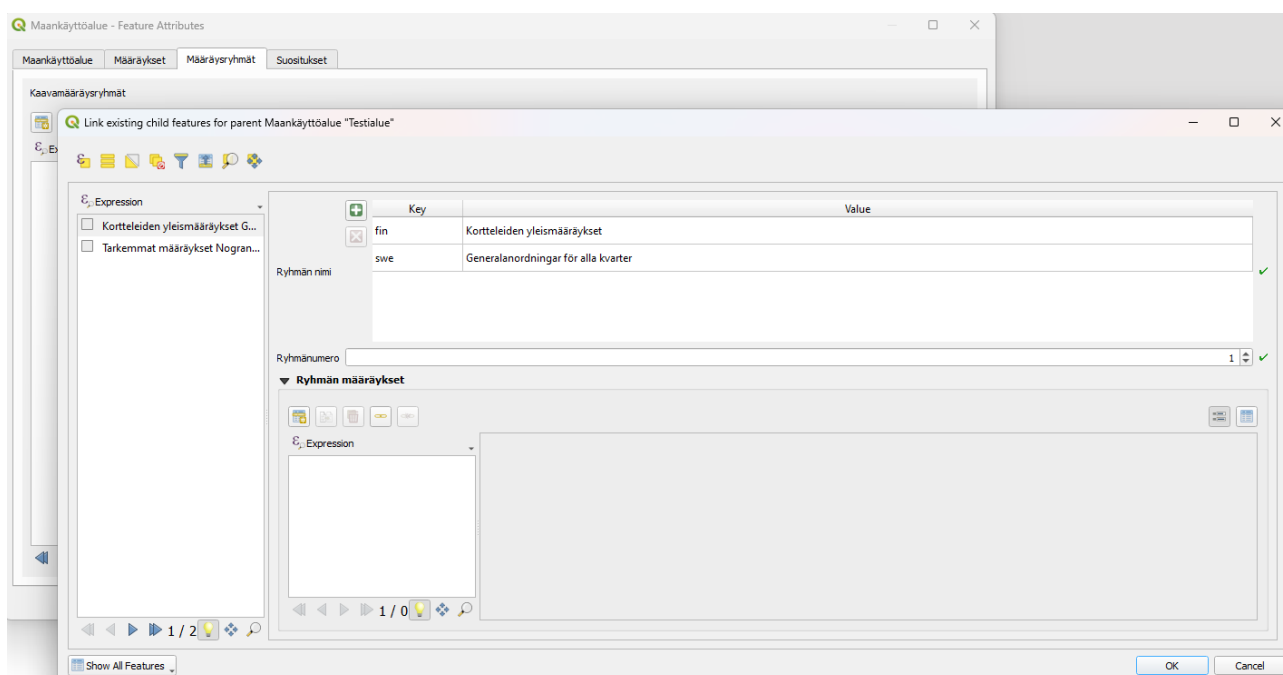 Maankäyttöalue - Feature Attributes
Maankäyttöalue Määräykset Määräysryhmät Suositukset
Kaavamääräysryhmät
Link existing child features for parent Maankäyttöalue "Testialue"
Expression
Kortteleiden yleismääräykset G...
Tarkemmat määräykset Nogran...
Key Value
fin Kortteleiden yleismääräykset
swe Generalanordningar för alla kvarter
Ryhmän nimi
Ryhmänumero 1
Ryhmän määräykset
Expression
1 / 0
1 / 2
Show All Features
OK Cancel